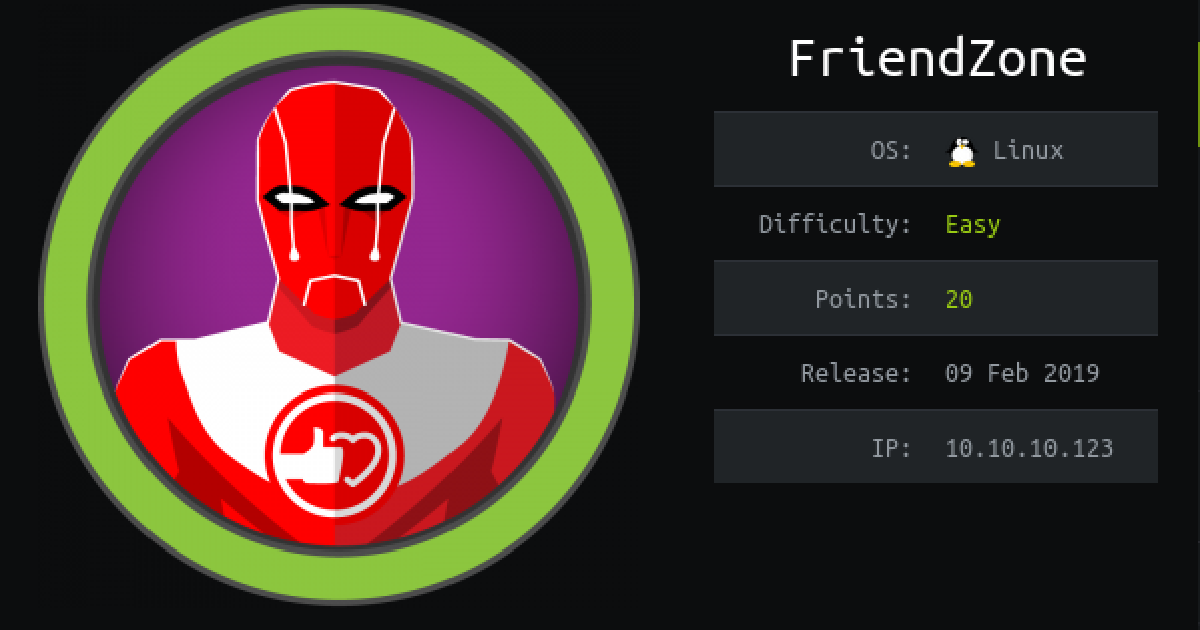 FriendZone
OS: Linux
Difficulty: Easy
Points: 20
Release: 09 Feb 2019
IP: 10.10.10.123